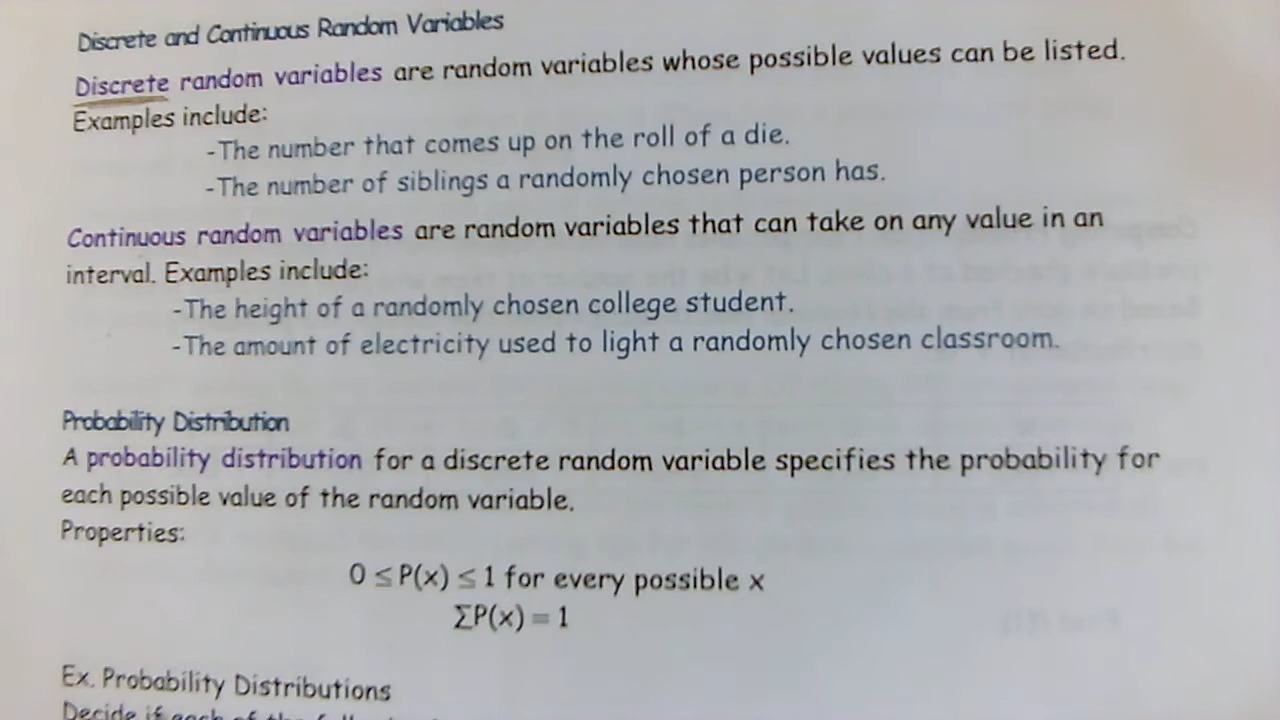 Discrete and Continuous Random Variables
Discrete random variables are random variables whose possible values can be listed.
Examples include:
-The number that comes up on the roll of a die.
-The number of siblings a randomly chosen person has.
Continuous random variables are random variables that can take on any value in an
interval. Examples include:
-The height of a randomly chosen college student.
-The amount of electricity used to light a randomly chosen classroom.
Probability Distribution
A probability distribution for a discrete random variable specifies the probability for
each possible value of the random variable.
Properties:
0 ≤ P(x) ≤ 1 for every possible x
ΣP(x) = 1
Ex. Probability Distributions
Decide if each of the